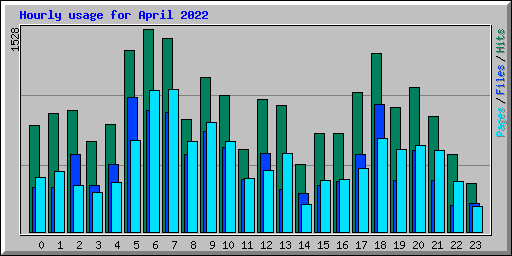 Hourly usage for April 2022
1528
Pages/Files/Hits
0 1 2 3 4 5 6 7 8 9 10 11 12 13 14 15 16 17 18 19 20 21 22 23